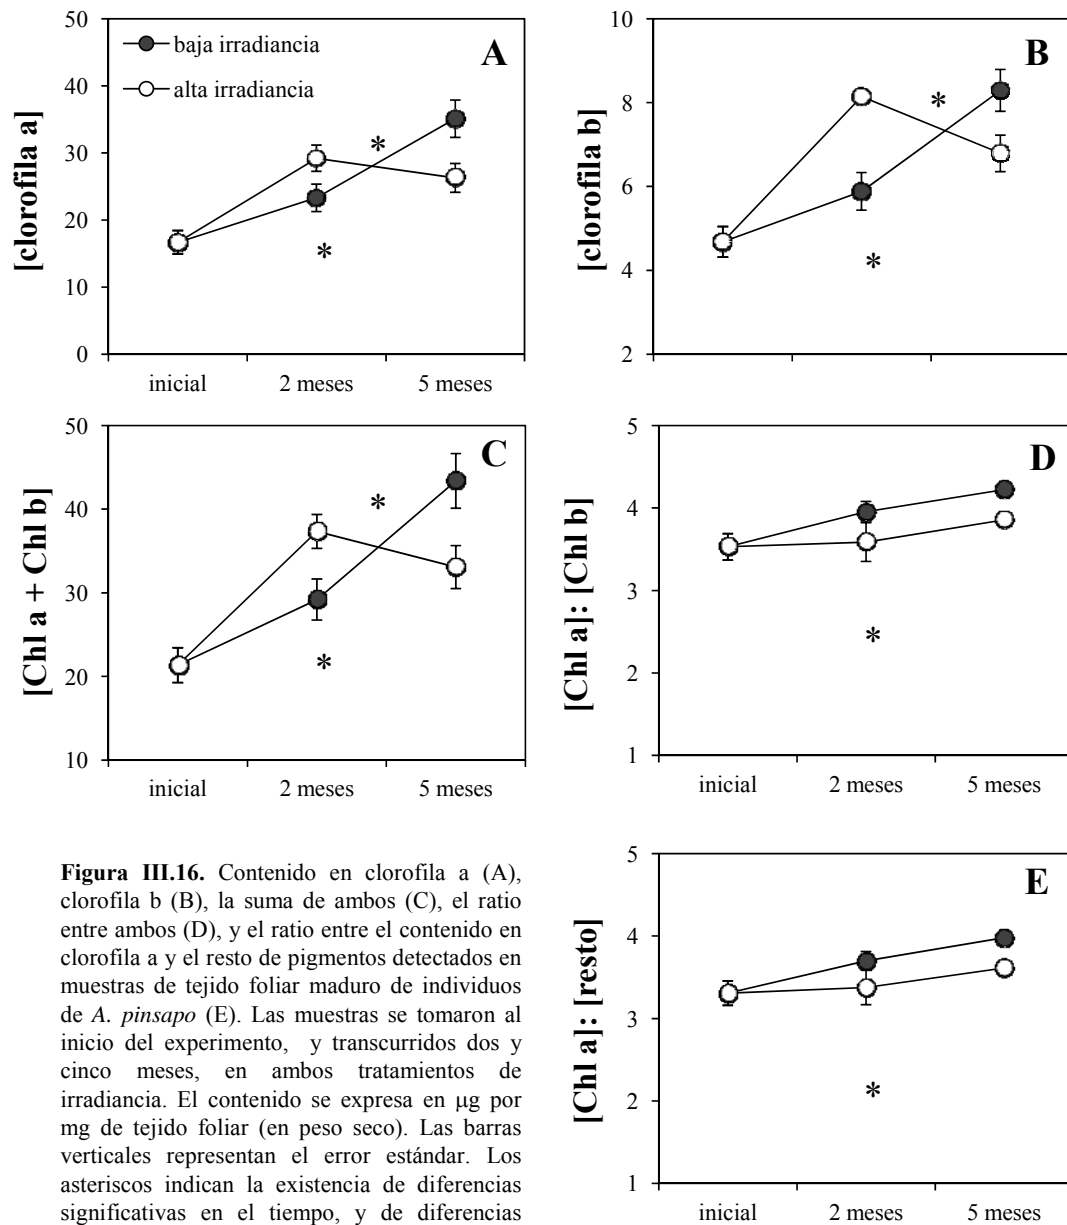 50
40
30
20
10
0
[clorofila a]
baja irradiancia
alta irradiancia
A
*
*
inicial
2 meses
5 meses
10
8
6
4
2
[clorofila b]
B
*
*
50
40
30
20
10
[Chl a + Chl b]
C
*
*
inicial
2 meses
5 meses
5
4
3
2
1
[Chl a]: [Chl b]
D
*
inicial
2 meses
5 meses
Figura III.16. Contenido en clorofila a (A),
clorofila b (B), la suma de ambos (C), el ratio
entre ambos (D), y el ratio entre el contenido en
clorofila a y el resto de pigmentos detectados en
muestras de tejido foliar maduro de individuos
de A. pinsapo (E). Las muestras se tomaron al
inicio del experimento, y transcurridos dos y
cinco meses, en ambos tratamientos de
irradiancia. El contenido se expresa en µg por
mg de tejido foliar (en peso seco). Las barras
verticales representan el error estándar. Los
asteriscos indican la existencia de diferencias
significativas en el tiempo, y de diferencias
5
4
3
2
1
[Chl a]: [resto]
E
*